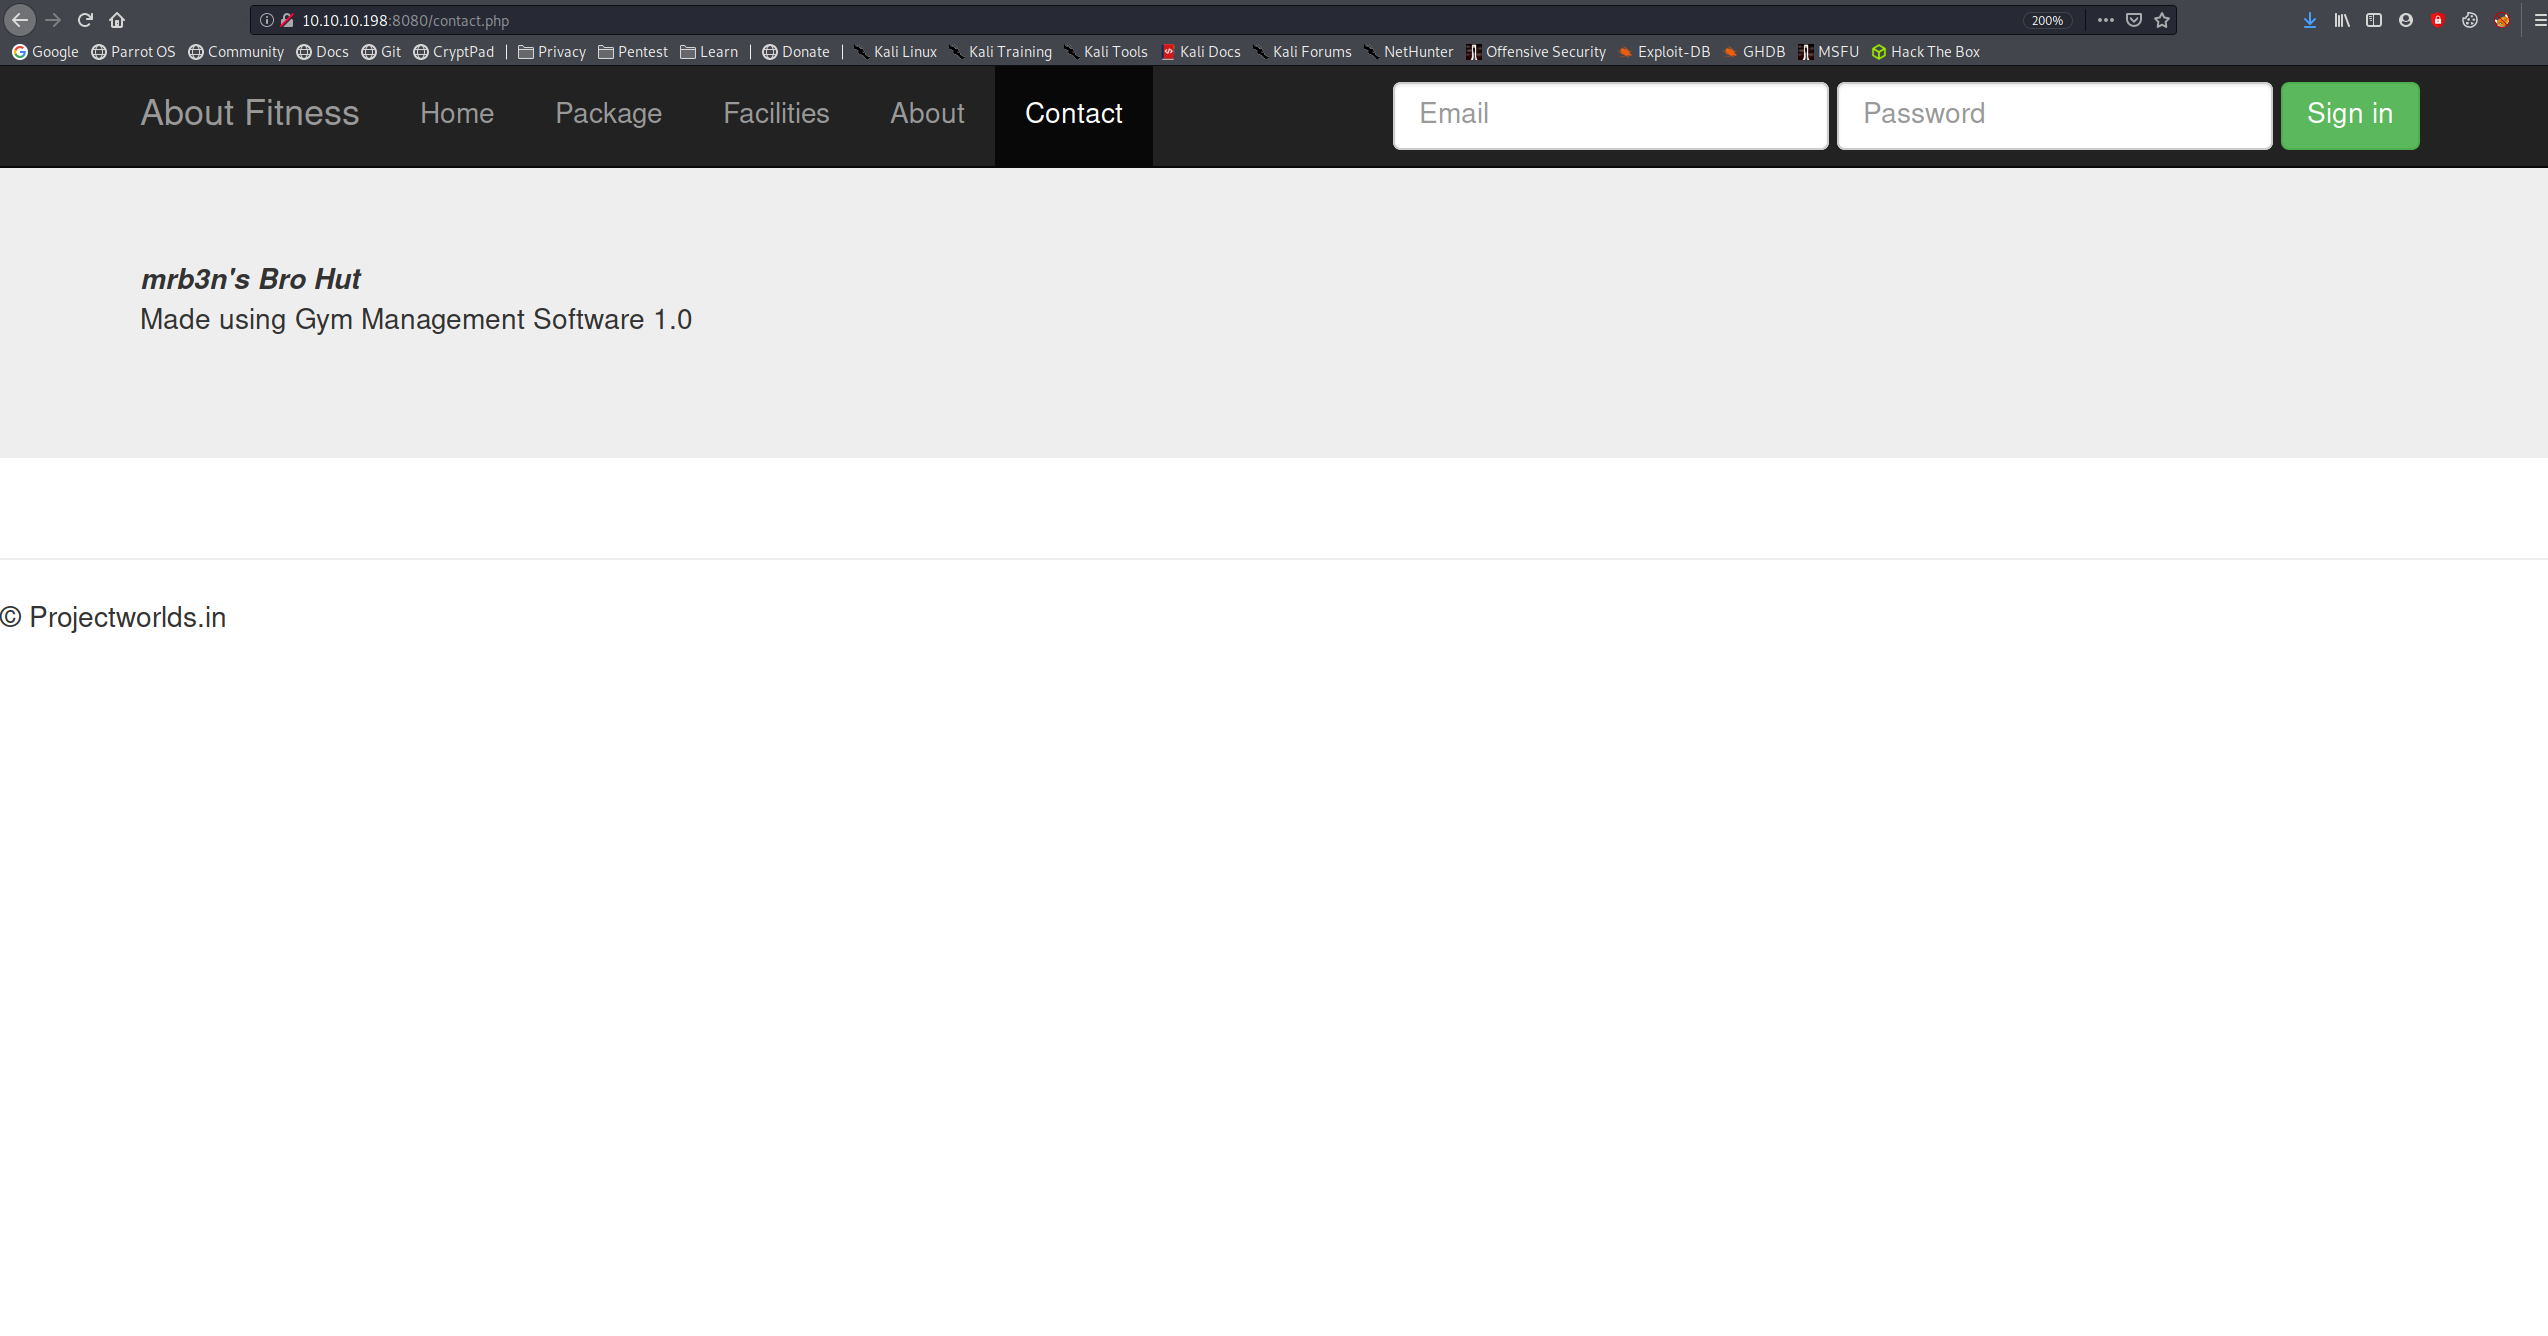 10.10.10.198:8080/contact.php 200%
Google Parrot OS Community Docs Git CryptPad | Privacy Pentest Learn | Donate | Kali Linux Kali Training Kali Tools Kali Docs Kali Forums NetHunter Offensive Security Exploit-DB GHDB MSFU Hack The Box
About Fitness Home Package Facilities About Contact Email Password Sign in
mrb3n's Bro Hut
Made using Gym Management Software 1.0
© Projectworlds.in